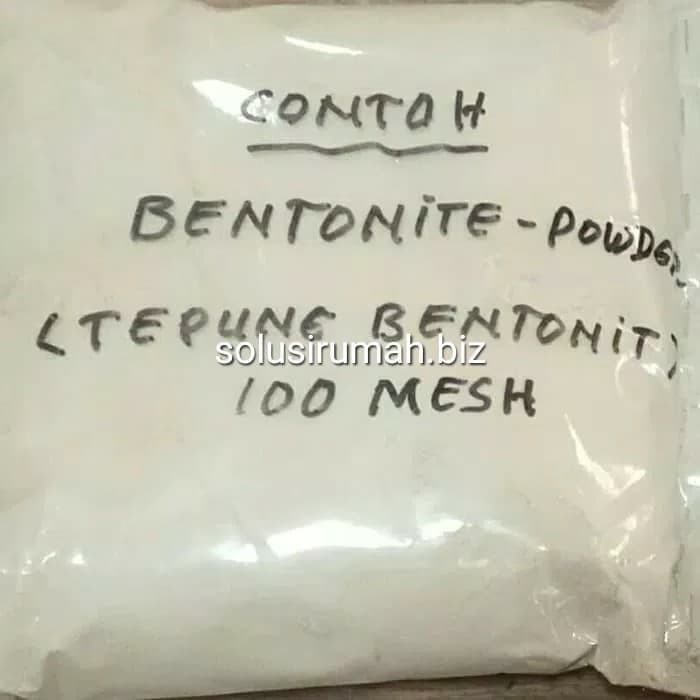 CONTOH
BENTONITE - POWDER
(TEPUNG BENTONIT)
solusirumah.biz
100 MESH